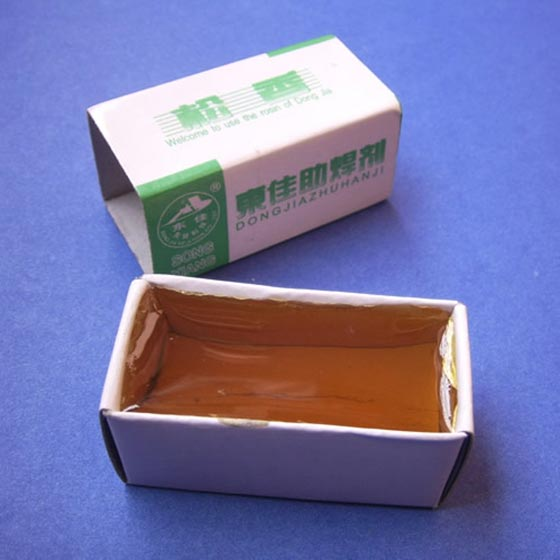 松香
Welcome to use the rosin of Dong Jia
東佳助焊剂
DONGJIAZHUHANJI
®
东佳
SONG
XIANG